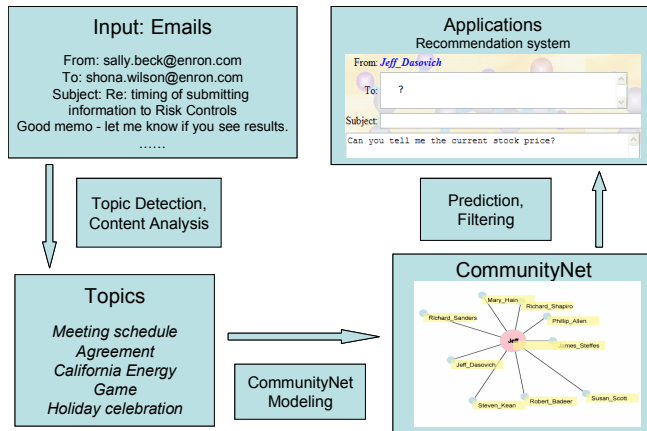 Input: Emails
From: sally.beck@enron.com
To: shona.wilson@enron.com
Subject: Re: timing of submitting
information to Risk Controls
Good memo - let me know if you see results.
......
Applications
Recommendation system
From: Jeff_Dasovich
To:
?
Subject:
Can you tell me the current stock price?
Topic Detection,
Content Analysis
Prediction,
Filtering
Topics
Meeting schedule
Agreement
California Energy
Game
Holiday celebration
CommunityNet
Modeling
CommunityNet
Mary_Hain
Richard_Shapiro
Richard_Sanders
Phillip_Allen
Jeff
James_Steffes
Jeff_Dasovich
Steven_Kean
Robert_Badeer
Susan_Scott